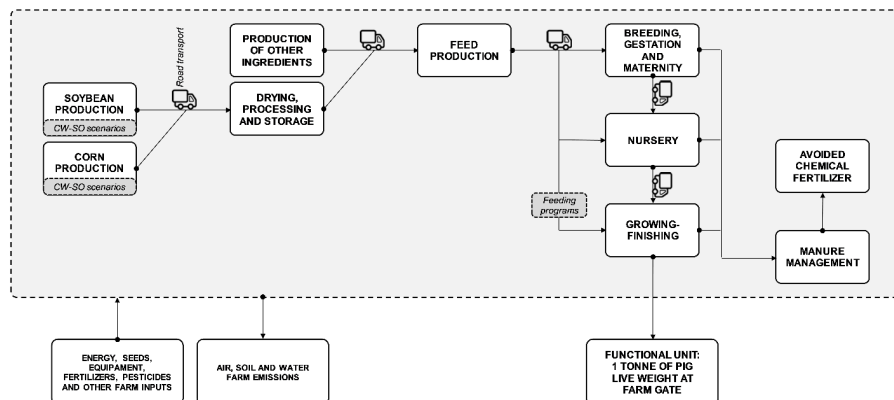 Road transport
PRODUCTION
OF OTHER
INGREDIENTS
FEED
PRODUCTION
BREEDING,
GESTATION
AND
MATERNITY
SOYBEAN
PRODUCTION
CW-SO scenarios
DRYING,
PROCESSING
AND STORAGE
CORN
PRODUCTION
CW-SO scenarios
NURSERY
AVOIDED
CHEMICAL
FERTILIZER
Feeding
programs
GROWING-
FINISHING
MANURE
MANAGEMENT
ENERGY, SEEDS,
EQUIPAMENT,
FERTILIZERS, PESTICIDES
AND OTHER FARM INPUTS
AIR, SOIL AND WATER
FARM EMISSIONS
FUNCTIONAL UNIT:
1 TONNE OF PIG
LIVE WEIGHT AT
FARM GATE